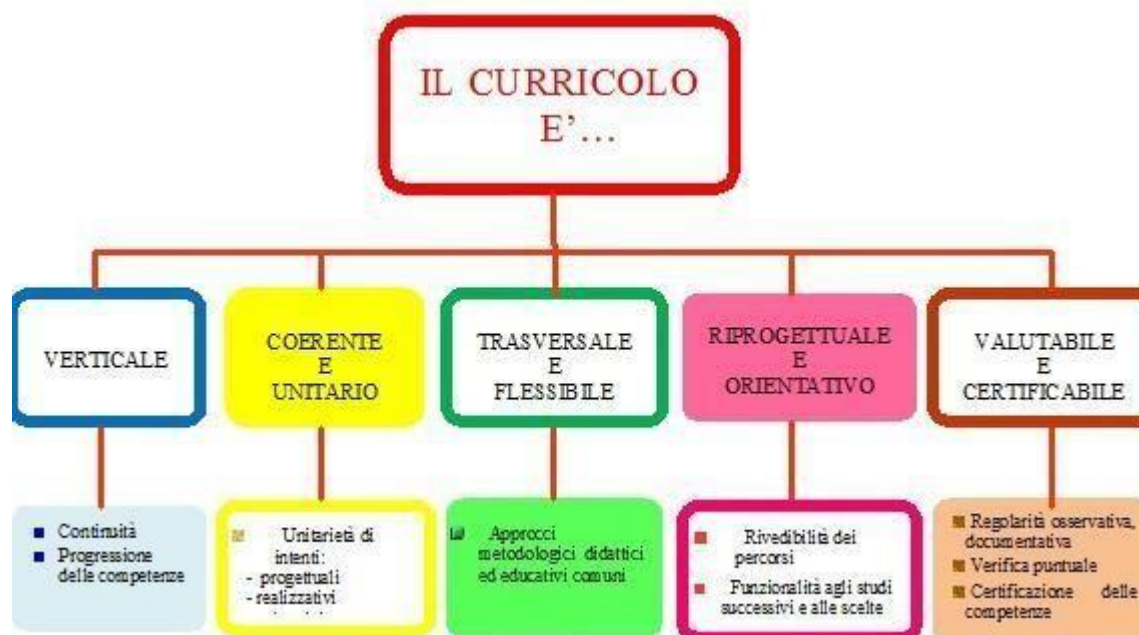 IL CURRICOLO
E’...
VERTICALE
COERENTE
E
UNITARIO
TRASVERSALE
E
FLESSIBILE
RIPROGETTUALE
E
ORIENTATIVO
VALUTABILE
E
CERTIFICABILE
Continuità
Progressione
delle competenze
Unitarietà di
intenti:
- progettuali
- realizzativi
Approcci
metodologici didattici
ed educativi comuni
Rivedibilità dei
percorsi
Funzionalità agli studi
successivi e alle scelte
Regolarità osservativa,
documentativa
Verifica puntuale
Certificazione delle
competenze